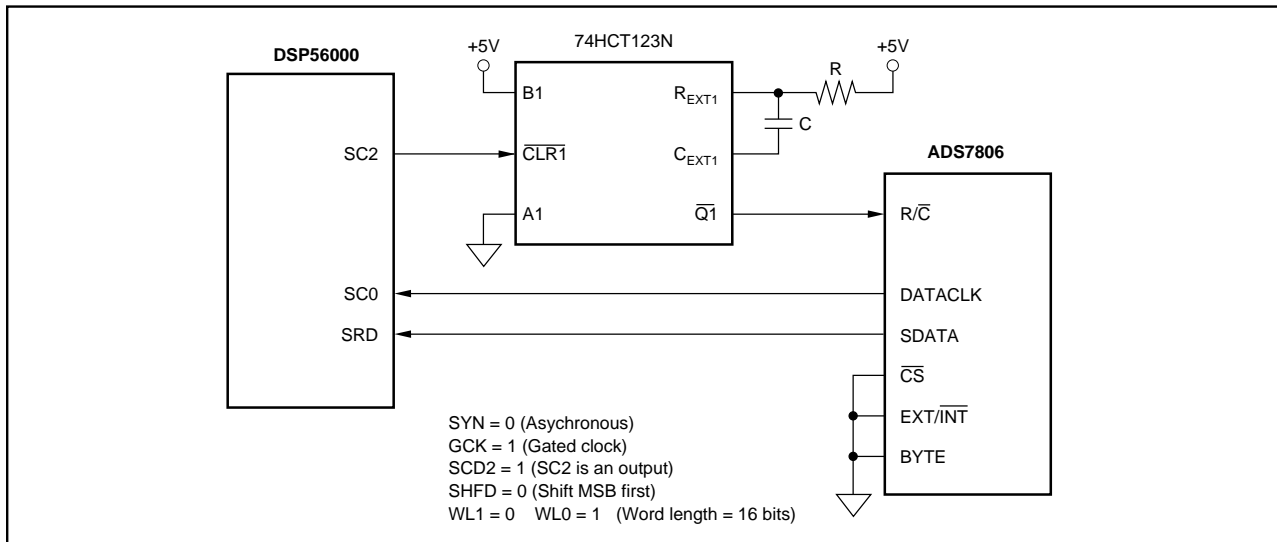 DSP56000
SC2
SC0
SRD
+5V
74HCT123N
B1
CLR1
A1
REXT1
CEXT1
Q1
R
C
+5V
ADS7806
R/C
DATACLK
SDATA
CS
EXT/INT
BYTE
SYN = 0 (Asychronous)
GCK = 1 (Gated clock)
SCD2 = 1 (SC2 is an output)
SHFD = 0 (Shift MSB first)
WL1 = 0 WL0 = 1 (Word length = 16 bits)